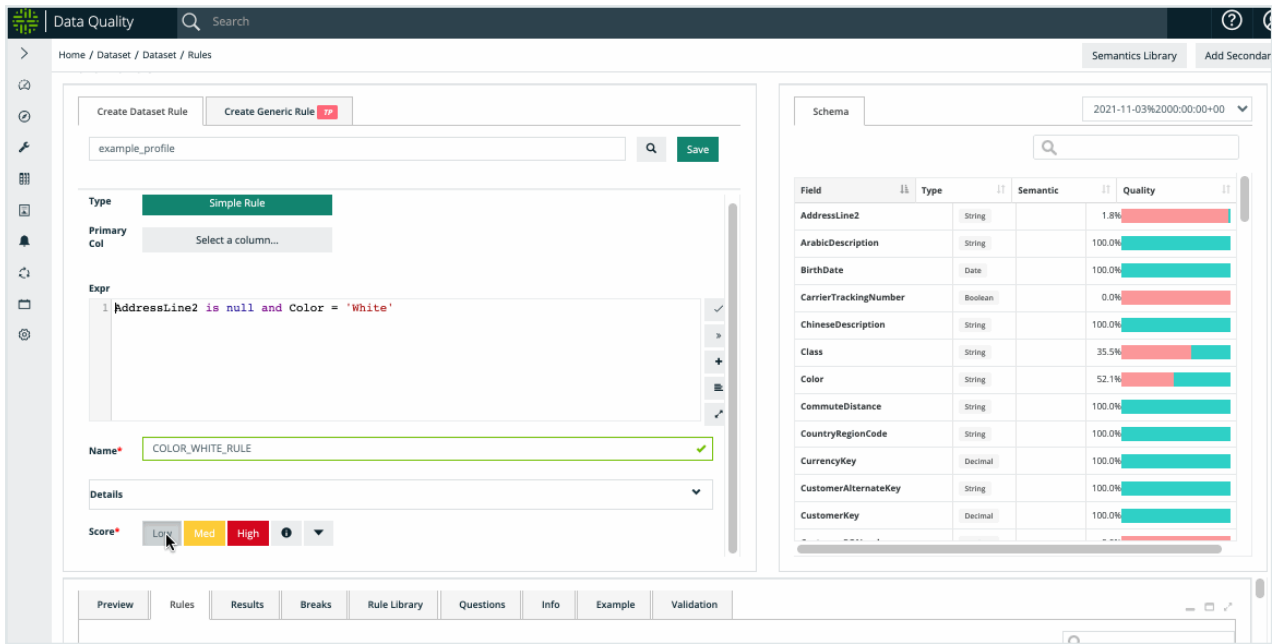 Data Quality
Search
Home / Dataset / Dataset / Rules
Semantics Library
Add Secondar
Create Dataset Rule
Create Generic Rule TP
example_profile
Save
Type
Simple Rule
Primary Col
Select a column...
Expr
1 AddressLine2 is null and Color = 'White'
Name*
COLOR_WHITE_RULE
Details
Score*
Low
Med
High
Schema
2021-11-03%2000:00:00+00
Field Type Semantic Quality
AddressLine2 String 1.8%
ArabicDescription String 100.0%
BirthDate Date 100.0%
CarrierTrackingNumber Boolean 0.0%
ChineseDescription String 100.0%
Class String 35.5%
Color String 52.1%
CommuteDistance String 100.0%
CountryRegionCode String 100.0%
CurrencyKey Decimal 100.0%
CustomerAlternateKey String 100.0%
CustomerKey Decimal 100.0%
Preview
Rules
Results
Breaks
Rule Library
Questions
Info
Example
Validation